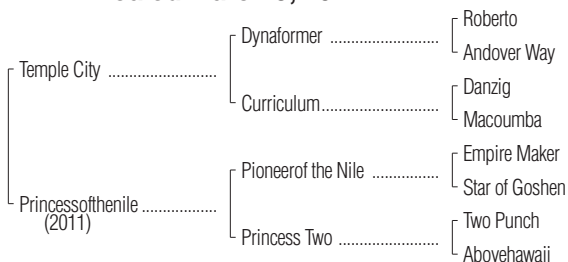 Roberto
Dynaformer
Andover Way
Temple City
Danzig
Curriculum
Macoumba
Empire Maker
Pioneerof the Nile
Star of Goshen
Princessofthenile
(2011)
Two Punch
Princess Two
Abovehawaii